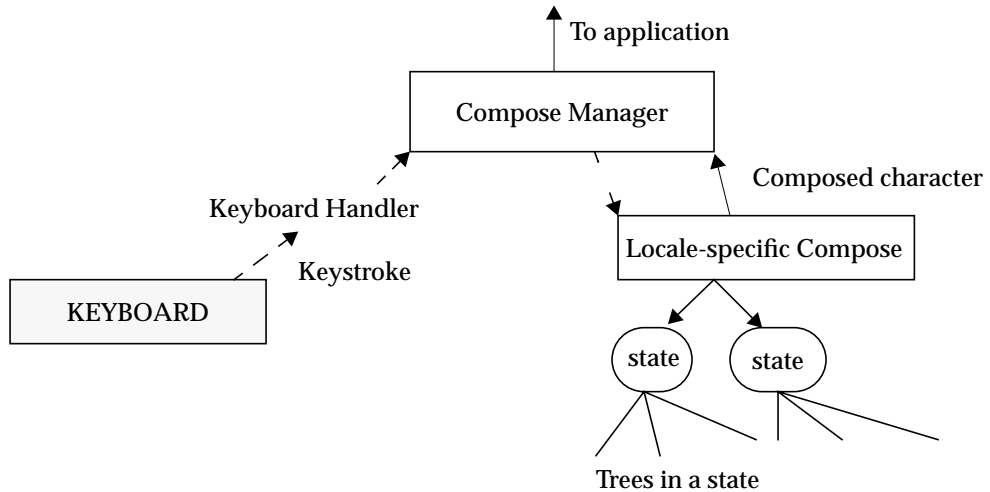 To application
Compose Manager
Composed character
Keyboard Handler
Locale-specific Compose
Keystroke
KEYBOARD
state
state
Trees in a state